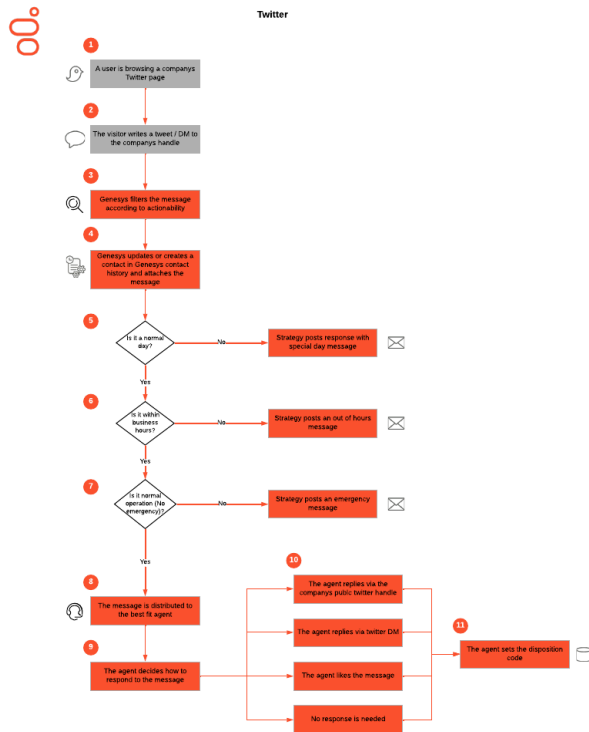 Twitter
1
A user is browsing a companys
Twitter page
2
The visitor writes a tweet / DM to
the companys handle
3
Genesys filters the message
according to actionability
4
Genesys updates or creates a
contact in Genesys contact
history and attaches the
message
5
Is it a normal
day?
No
Strategy posts response with
special day message
Yes
6
Is it within
business
hours?
No
Strategy posts an out of hours
message
Yes
7
Is it normal
operation (No
emergency)?
No
Strategy posts an emergency
message
Yes
8
The message is distributed to
the best fit agent
9
The agent decides how to
respond to the message
10
The agent replies via the
companys public twitter handle
The agent replies via twitter DM
The agent likes the message
No response is needed
11
The agent sets the disposition
code